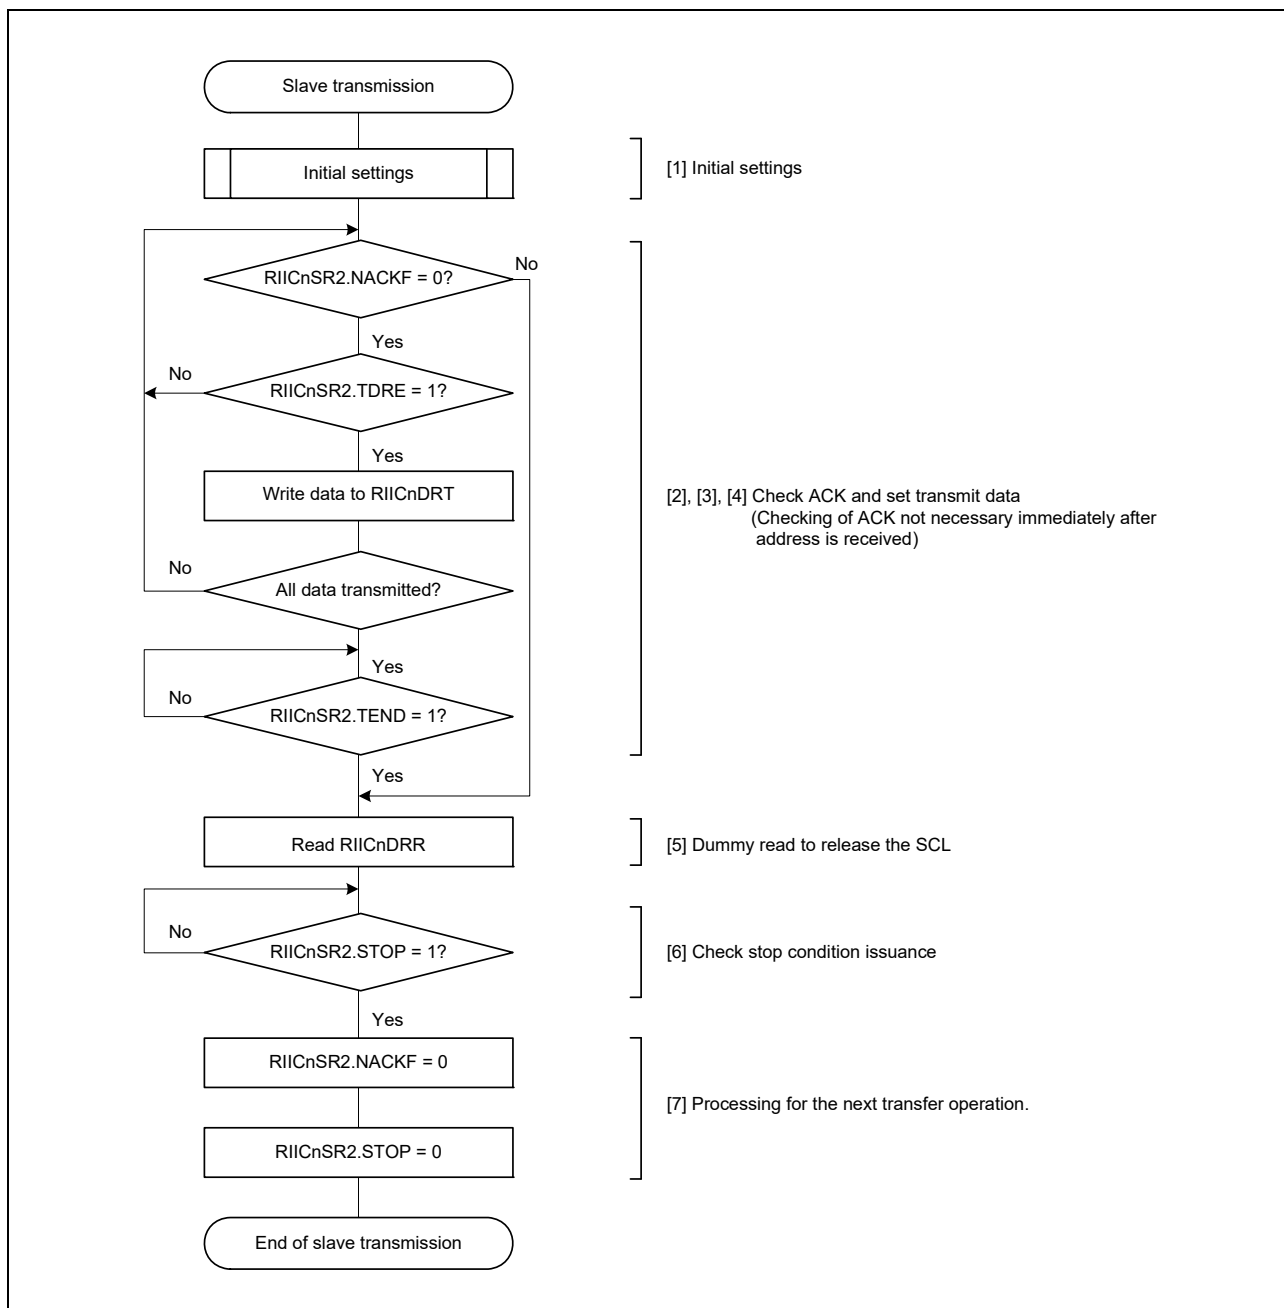 Slave transmission
Initial settings
[1] Initial settings
RIICnSR2.NACKF = 0?
No
Yes
No
RIICnSR2.TDRE = 1?
Yes
Write data to RIICnDRT
[2], [3], [4] Check ACK and set transmit data
(Checking of ACK not necessary immediately after
address is received)
No
All data transmitted?
Yes
No
RIICnSR2.TEND = 1?
Yes
Read RIICnDRR
[5] Dummy read to release the SCL
No
RIICnSR2.STOP = 1?
[6] Check stop condition issuance
Yes
RIICnSR2.NACKF = 0
[7] Processing for the next transfer operation.
RIICnSR2.STOP = 0
End of slave transmission